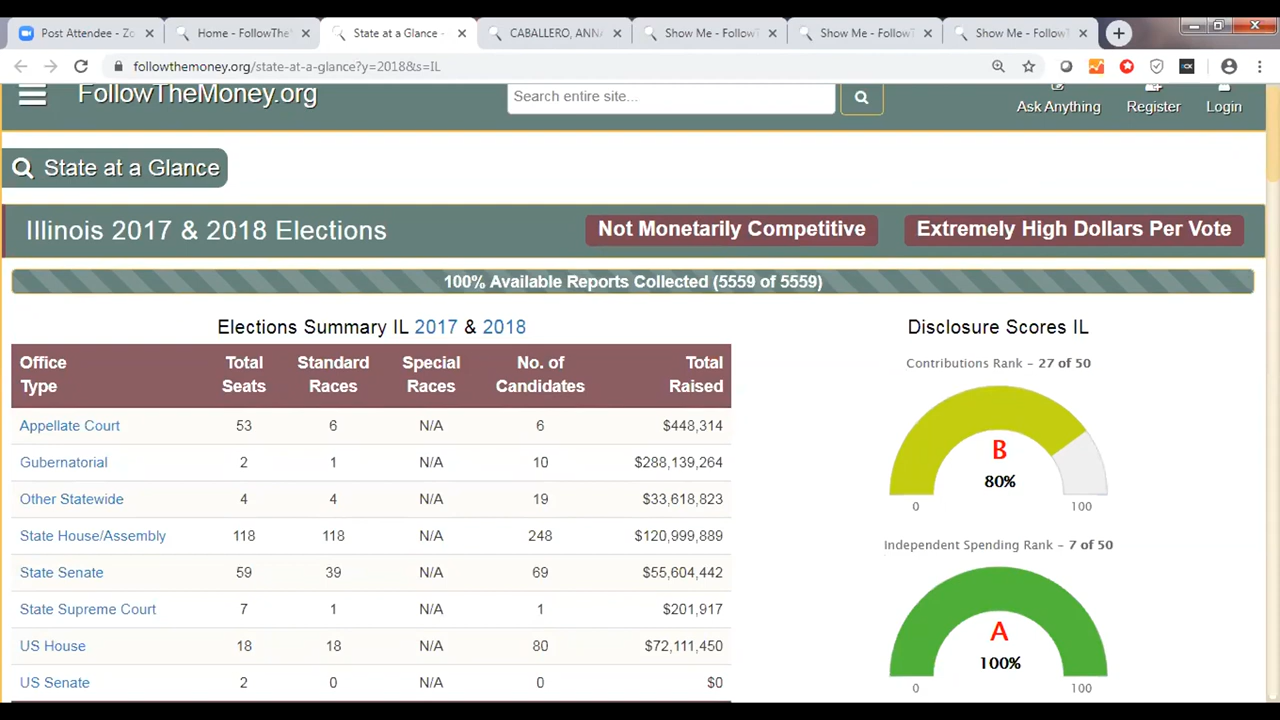 Post Attendee - Zo
Home - FollowThe
State at a Glance -
CABALLERO, ANNA
Show Me - FollowT
Show Me - FollowT
Show Me - FollowT
followthemoney.org/state-at-a-glance?y=2018&s=IL
FollowTheMoney.org
Search entire site...
Ask Anything
Register
Login
State at a Glance
Illinois 2017 & 2018 Elections
Not Monetarily Competitive
Extremely High Dollars Per Vote
100% Available Reports Collected (5559 of 5559)
Elections Summary IL 2017 & 2018
Office Type Total Seats Standard Races Special Races No. of Candidates Total Raised
Appellate Court 53 6 N/A 6 $448,314
Gubernatorial 2 1 N/A 10 $288,139,264
Other Statewide 4 4 N/A 19 $33,618,823
State House/Assembly 118 118 N/A 248 $120,999,889
State Senate 59 39 N/A 69 $55,604,442
State Supreme Court 7 1 N/A 1 $201,917
US House 18 18 N/A 80 $72,111,450
US Senate 2 0 N/A 0 $0
Disclosure Scores IL
Contributions Rank - 27 of 50
B
80%
0 100
Independent Spending Rank - 7 of 50
A
100%
0 100